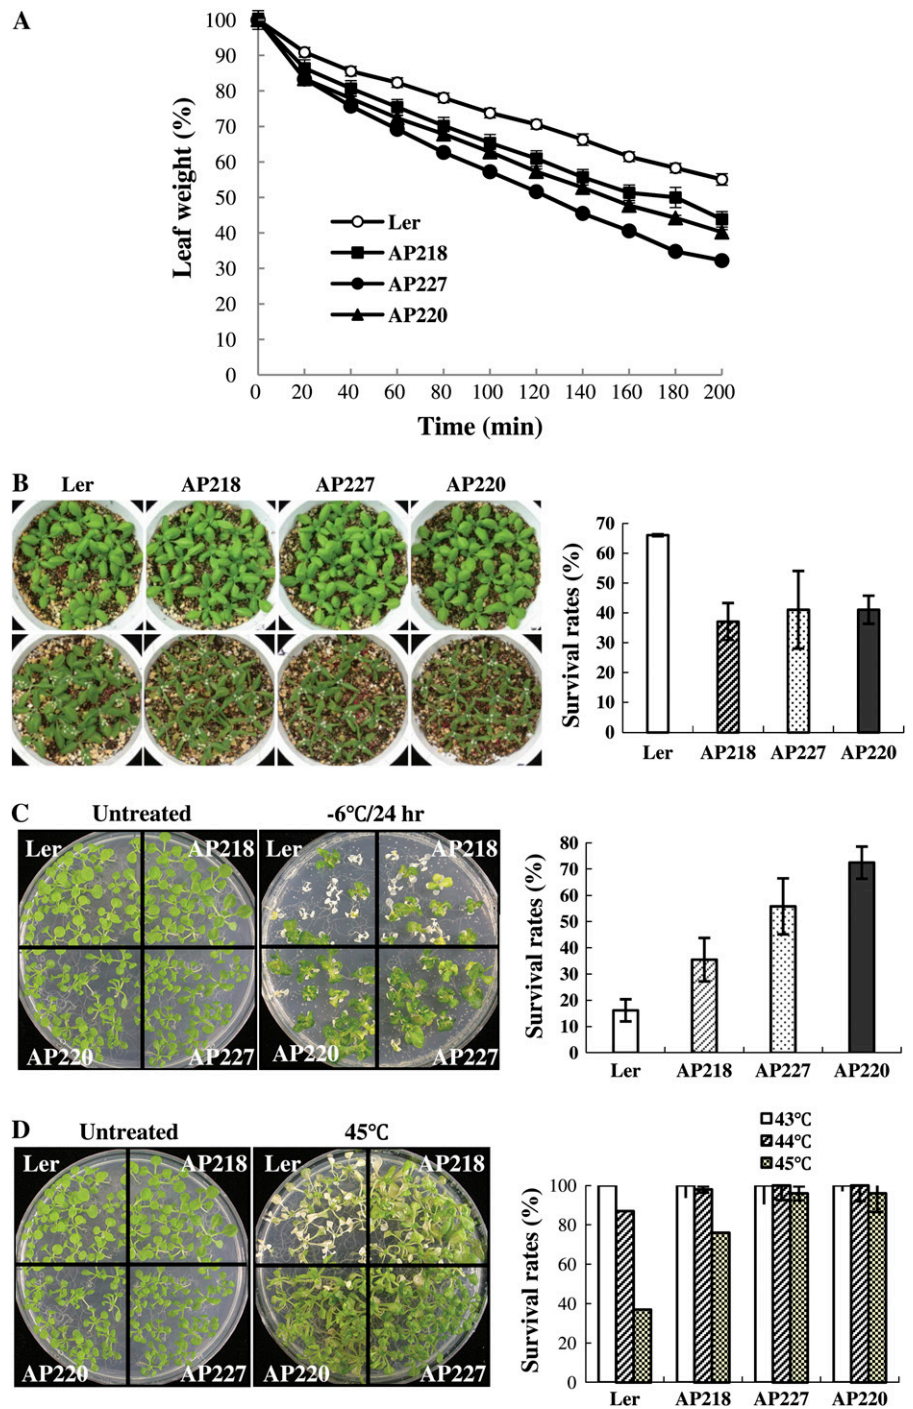 A
100
90
80
70
60
50
40
30
20
10
0
Leaf weight (%)
Ler
AP218
AP227
AP220
0 20 40 60 80 100 120 140 160 180 200
Time (min)
B
Ler AP218 AP227 AP220
70
60
50
40
30
20
10
0
Survival rates (%)
Ler AP218 AP227 AP220
C
Untreated -6℃/24 hr
Ler AP218 Ler AP218
AP220 AP227 AP220 AP227
80
70
60
50
40
30
20
10
0
Survival rates (%)
Ler AP218 AP227 AP220
D
Untreated 45℃
Ler AP218 Ler AP218
AP220 AP227 AP220 AP227
43℃
44℃
45℃
100
80
60
40
20
0
Survival rates (%)
Ler AP218 AP227 AP220